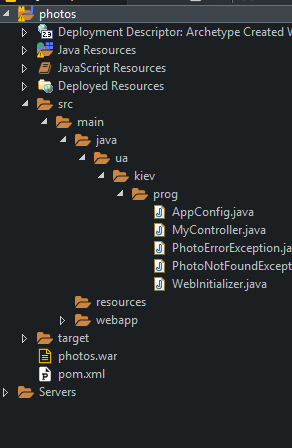 photos
Deployment Descriptor: Archetype Created W
Java Resources
JavaScript Resources
Deployed Resources
src
main
java
ua
kiev
prog
AppConfig.java
MyController.java
PhotoErrorException.ja
PhotoNotFoundExcept
WebInitializer.java
resources
webapp
target
photos.war
pom.xml
Servers